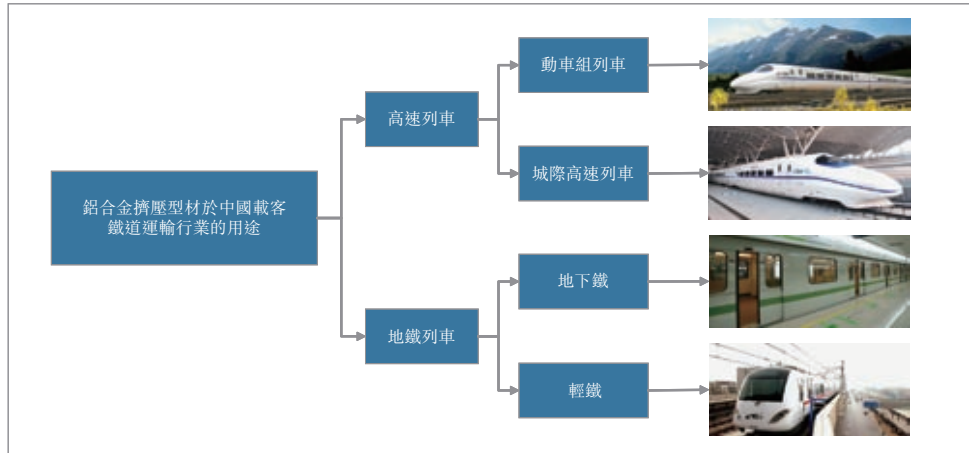 鋁合金擠壓型材於中國載客
鐵道運輸行業的用途
高速列車
動車組列車
城際高速列車
地鐵列車
地下鐵
輕鐵